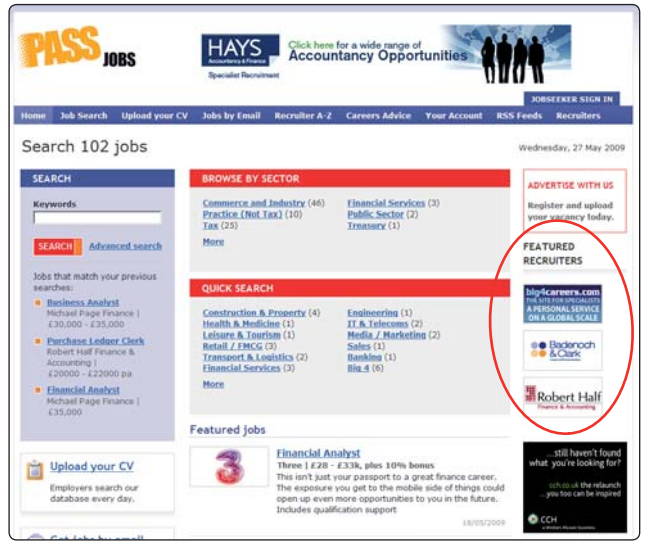 PASS JOBS
HAYS
Accountancy & Finance
Specialist Recruitment
Click here for a wide range of
Accountancy Opportunities
JOBSEEKER SIGN IN
Home Job Search Upload your CV Jobs by Email Recruiter A-Z Careers Advice Your Account RSS Feeds Recruiters
Search 102 jobs
Wednesday, 27 May 2009
SEARCH
Keywords
SEARCH Advanced search
Jobs that match your previous
searches:
Business Analyst
Michael Page Finance |
£30,000 - £35,000
Purchase Ledger Clerk
Robert Half Finance &
Accounting |
£20000 - £22000 pa
Financial Analyst
Michael Page Finance |
£35,000
Upload your CV
Employers search our
database every day.
Get jobs by email
BROWSE BY SECTOR
Commerce and Industry (46)
Practice (Not Tax) (10)
Tax (25)
More
Financial Services (3)
Public Sector (2)
Treasury (1)
QUICK SEARCH
Construction & Property (4)
Health & Medicine (1)
Leisure & Tourism (1)
Retail / FMCG (3)
Transport & Logistics (2)
Financial Services (3)
More
Engineering (1)
IT & Telecoms (2)
Media / Marketing (2)
Sales (1)
Banking (1)
Big 4 (6)
Featured jobs
3
Financial Analyst
Three | £28 - £33k, plus 10% bonus
This isn't just your passport to a great finance career.
The exposure you get to the mobile side of things could
open up even more opportunities to you in the future.
Includes qualification support
18/05/2009
ADVERTISE WITH US
Register and upload
your vacancy today.
FEATURED
RECRUITERS
big4careers.com
THE SITE FOR SPECIALISTS
A PERSONAL SERVICE
ON A GLOBAL SCALE
Badenoch
& Clark
Robert Half
Finance & Accounting
...still haven't found
what you're looking for?
cch.co.uk the relaunch
...you too can be inspired
CCH
a Wolters Kluwer business